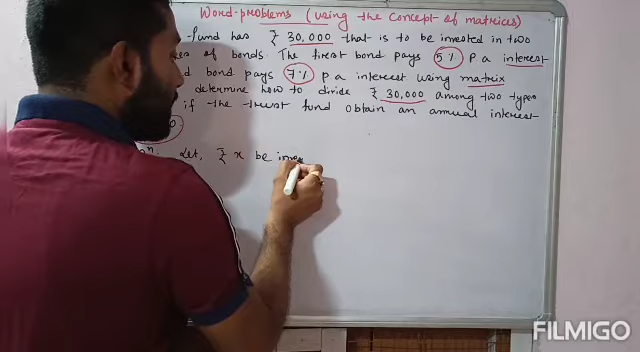 Word-problems (using the concept of matrices)
fund has ₹ 30,000 that is to be invested in two
es of bonds. The first bond pays 5% p a interest
d bond pays 7% p a interest using matrix
determine how to divide ₹ 30,000 among two types
if the trust fund obtain an annual interest
0
n: Let, ₹ x be inve
FILMIGO